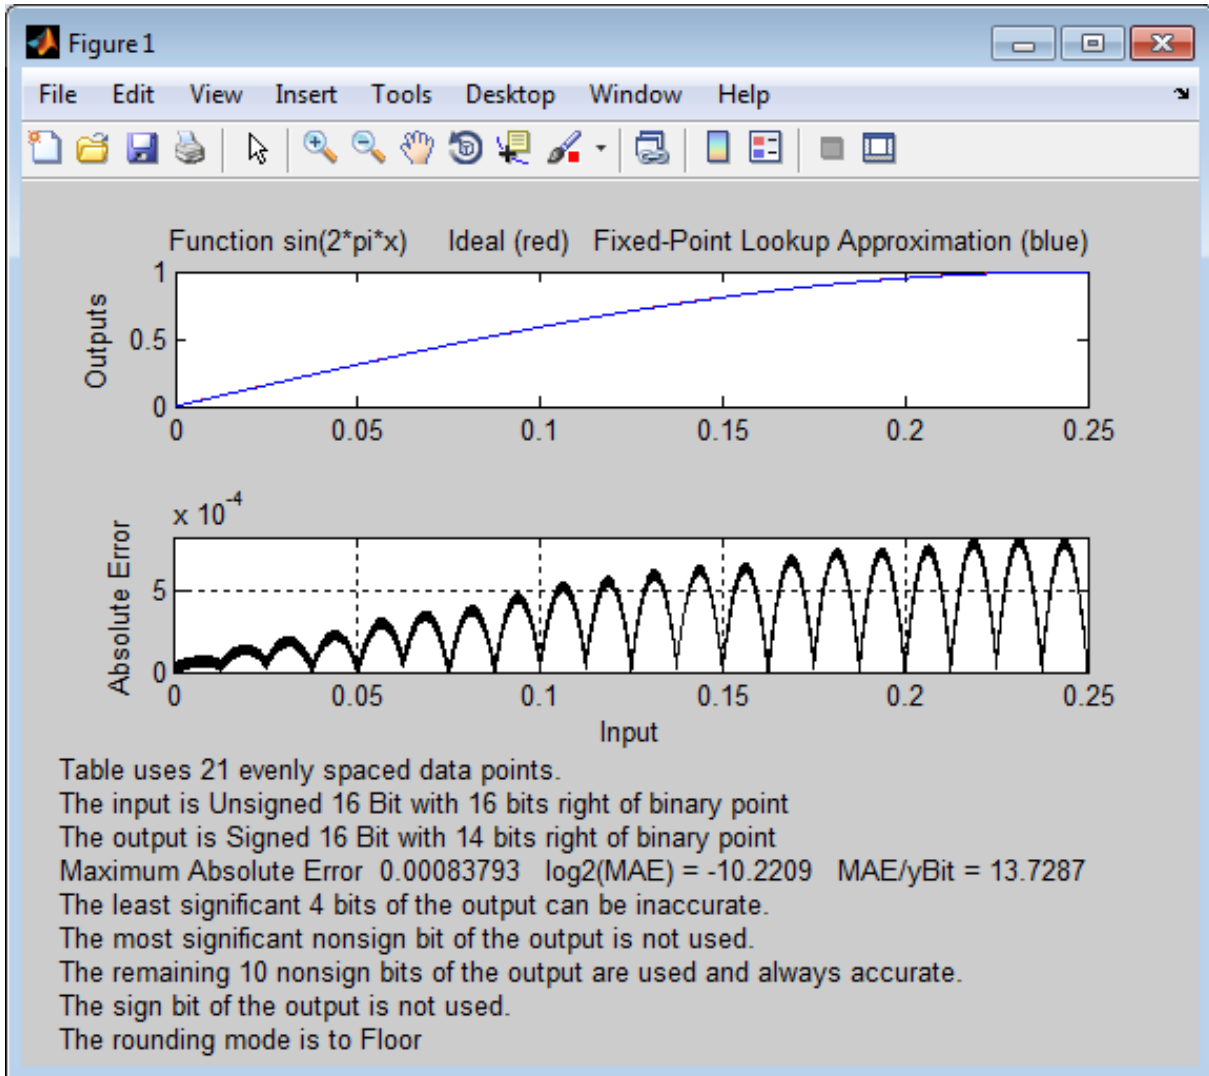 Figure 1
File Edit View Insert Tools Desktop Window Help
Function sin(2*pi*x) Ideal (red) Fixed-Point Lookup Approximation (blue)
Outputs
1
0.5
0
0 0.05 0.1 0.15 0.2 0.25
x 10^-4
Absolute Error
5
0
0 0.05 0.1 0.15 0.2 0.25
Input
Table uses 21 evenly spaced data points.
The input is Unsigned 16 Bit with 16 bits right of binary point
The output is Signed 16 Bit with 14 bits right of binary point
Maximum Absolute Error 0.00083793 log2(MAE) = -10.2209 MAE/yBit = 13.7287
The least significant 4 bits of the output can be inaccurate.
The most significant nonsign bit of the output is not used.
The remaining 10 nonsign bits of the output are used and always accurate.
The sign bit of the output is not used.
The rounding mode is to Floor